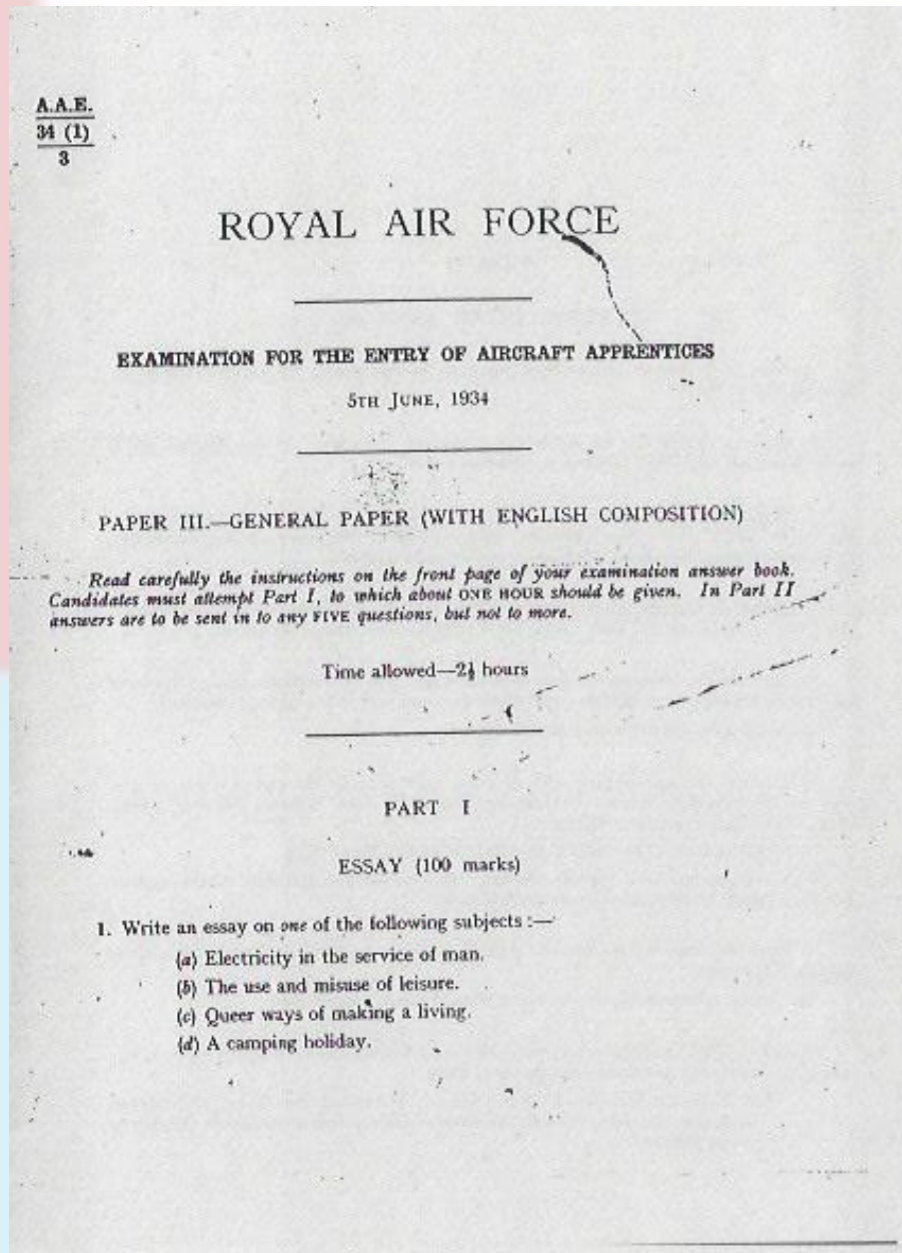 A.A.E.
34 (1)
3
ROYAL AIR FORCE
EXAMINATION FOR THE ENTRY OF AIRCRAFT APPRENTICES
5TH JUNE, 1934
PAPER III.—GENERAL PAPER (WITH ENGLISH COMPOSITION)
Read carefully the instructions on the front page of your examination answer book.
Candidates must attempt Part I, to which about ONE HOUR should be given. In Part II
answers are to be sent in to any FIVE questions, but not to more.
Time allowed—2½ hours
PART I
ESSAY (100 marks)
1. Write an essay on one of the following subjects :—
(a) Electricity in the service of man.
(b) The use and misuse of leisure.
(c) Queer ways of making a living.
(d) A camping holiday.